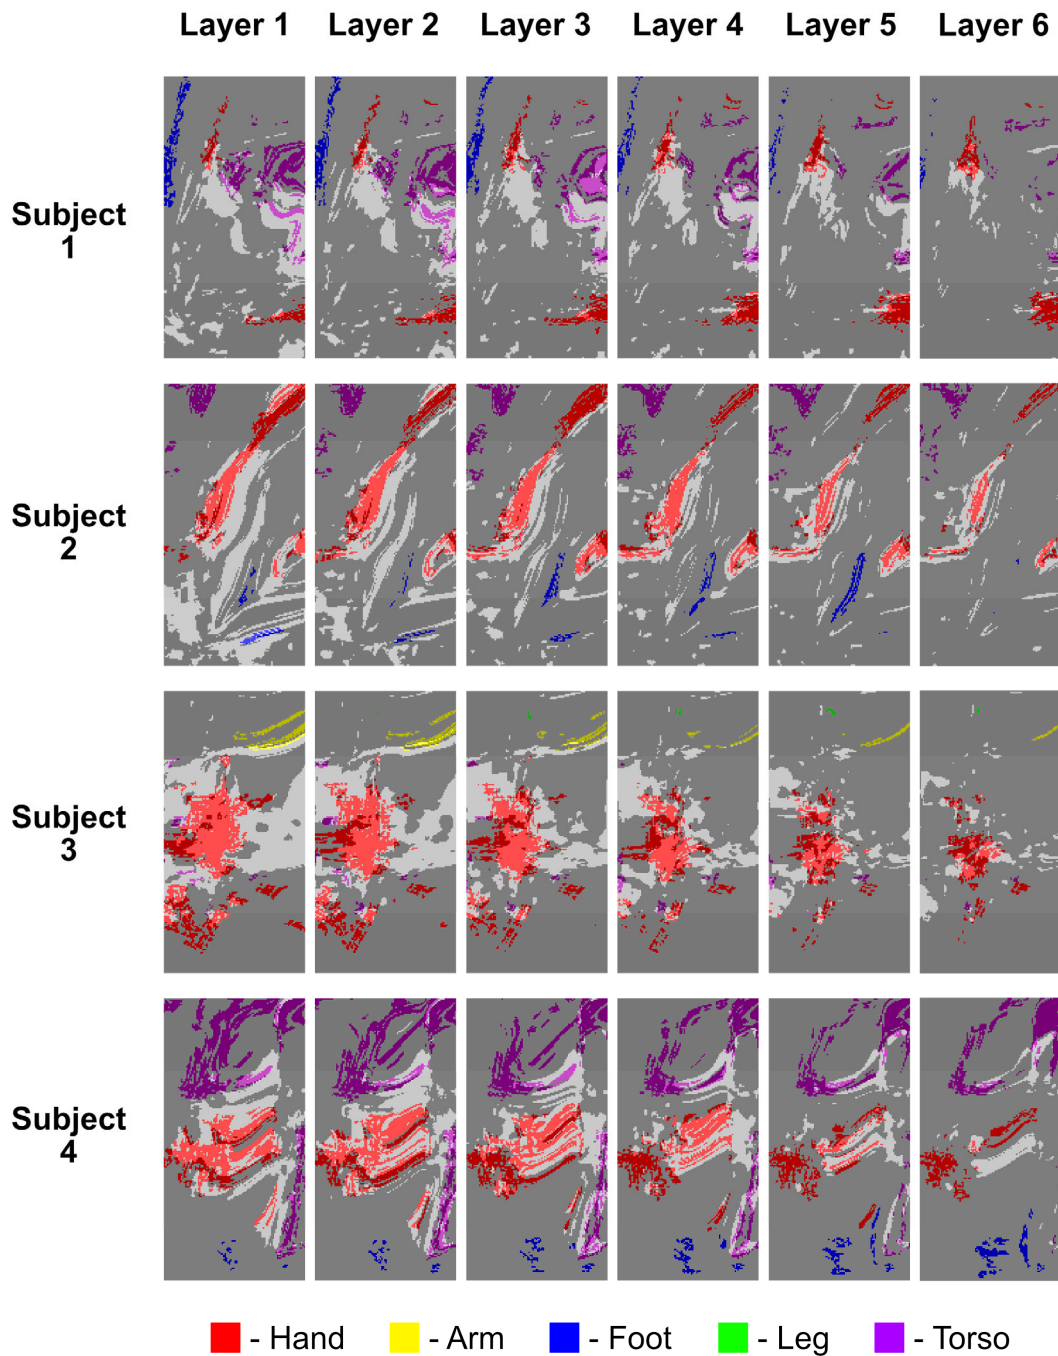 Layer 1 Layer 2 Layer 3 Layer 4 Layer 5 Layer 6
Subject
1
Subject
2
Subject
3
Subject
4
- Hand - Arm - Foot - Leg - Torso